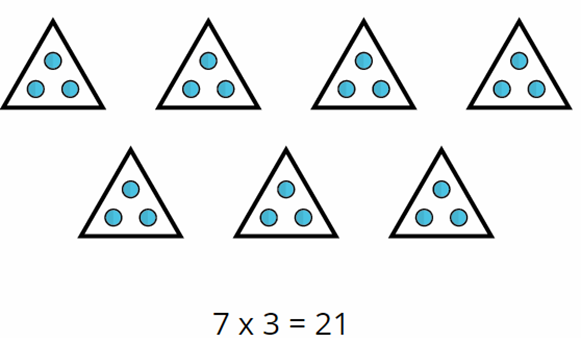 7 x 3 = 21